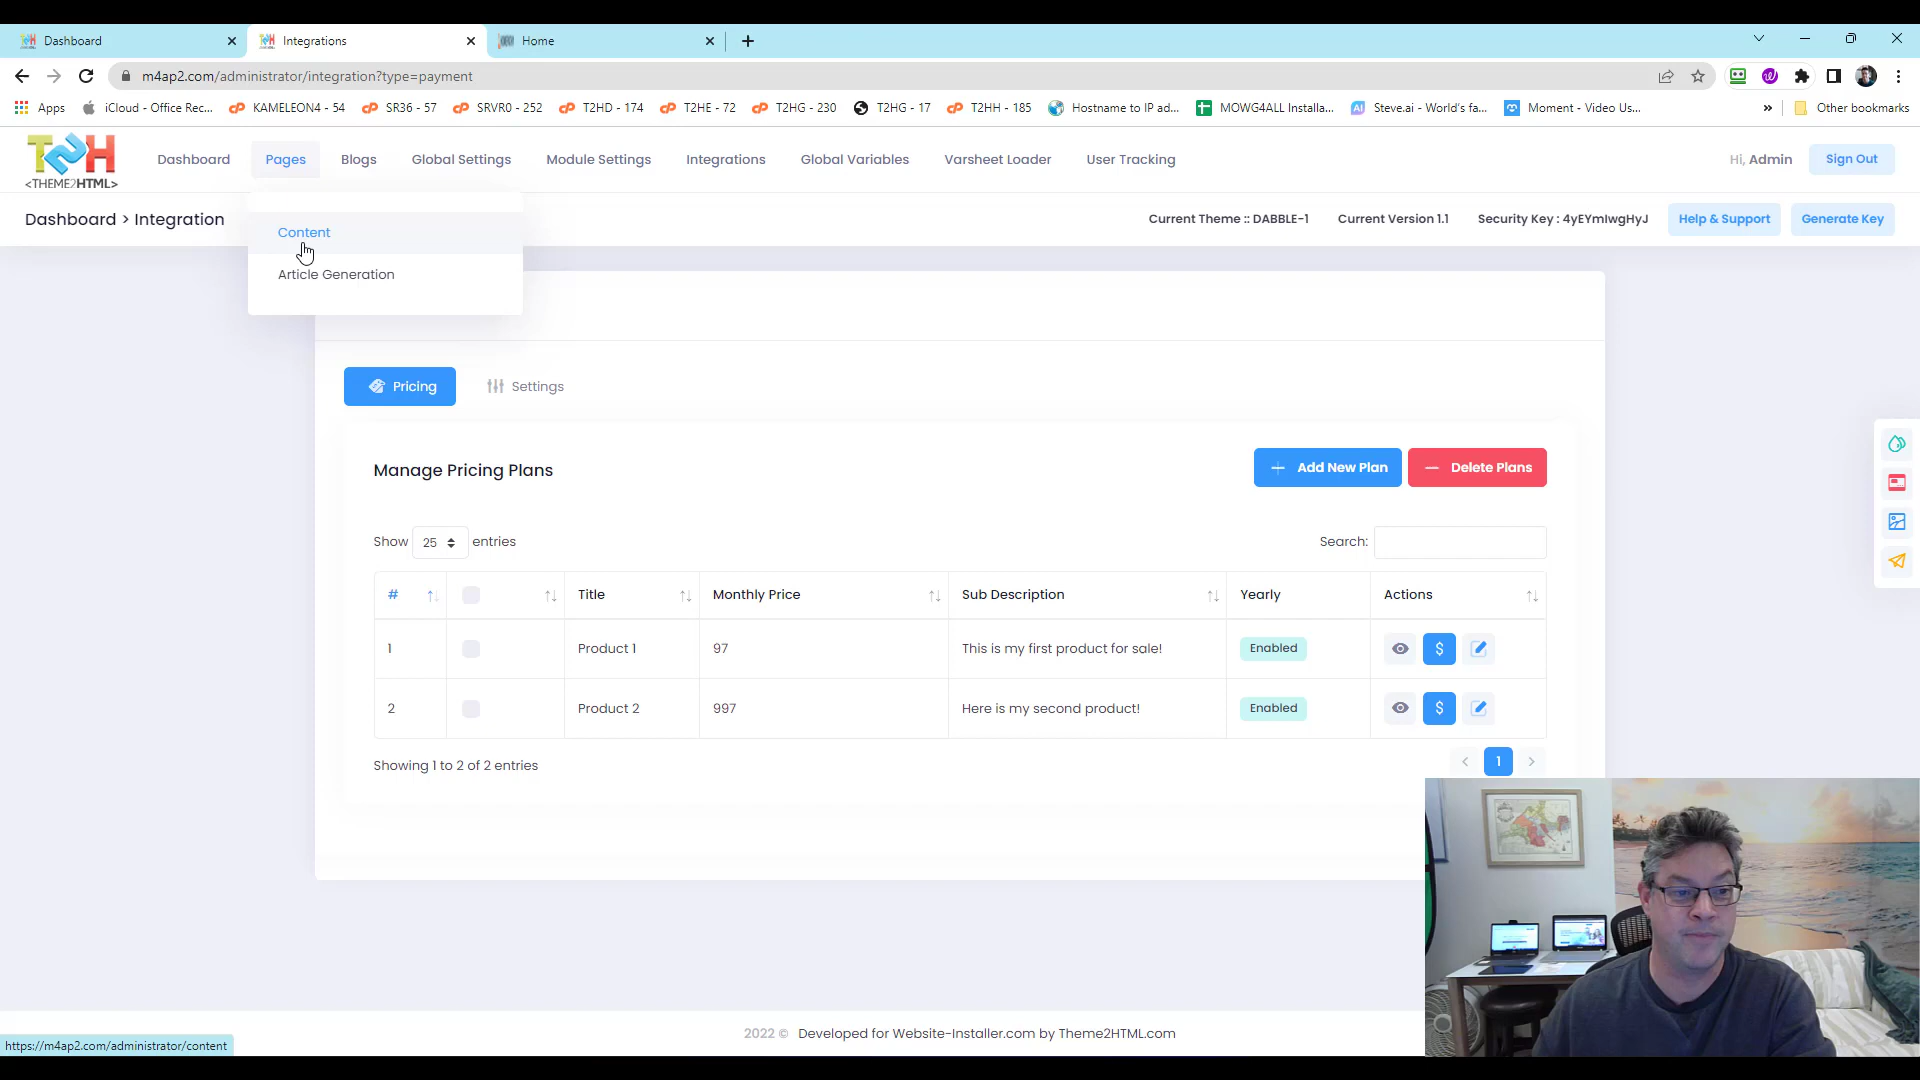 Dashboard
Integrations
Home
m4ap2.com/administrator/integration?type=payment
Apps
iCloud - Office Rec...
KAMELEON4 - 54
SR36 - 57
SRVR0 - 252
T2HD - 174
T2HE - 72
T2HG - 230
T2HG - 17
T2HH - 185
Hostname to IP ad...
MOWG4ALL Installa...
Steve.ai - World's fa...
Moment - Video Us...
Other bookmarks
T2H
<THEME2HTML>
Dashboard
Pages
Blogs
Global Settings
Module Settings
Integrations
Global Variables
Varsheet Loader
User Tracking
Hi, Admin
Sign Out
Dashboard > Integration
Current Theme :: DABBLE-1
Current Version 1.1
Security Key : 4yEYmIwgHyJ
Help & Support
Generate Key
Content
Article Generation
Pricing
Settings
Manage Pricing Plans
Add New Plan
Delete Plans
Show 25 entries
Search:
# Title Monthly Price Sub Description Yearly Actions
1 Product 1 97 This is my first product for sale! Enabled $
2 Product 2 997 Here is my second product! Enabled $
Showing 1 to 2 of 2 entries
1
2022 © Developed for Website-Installer.com by Theme2HTML.com
https://m4ap2.com/administrator/content